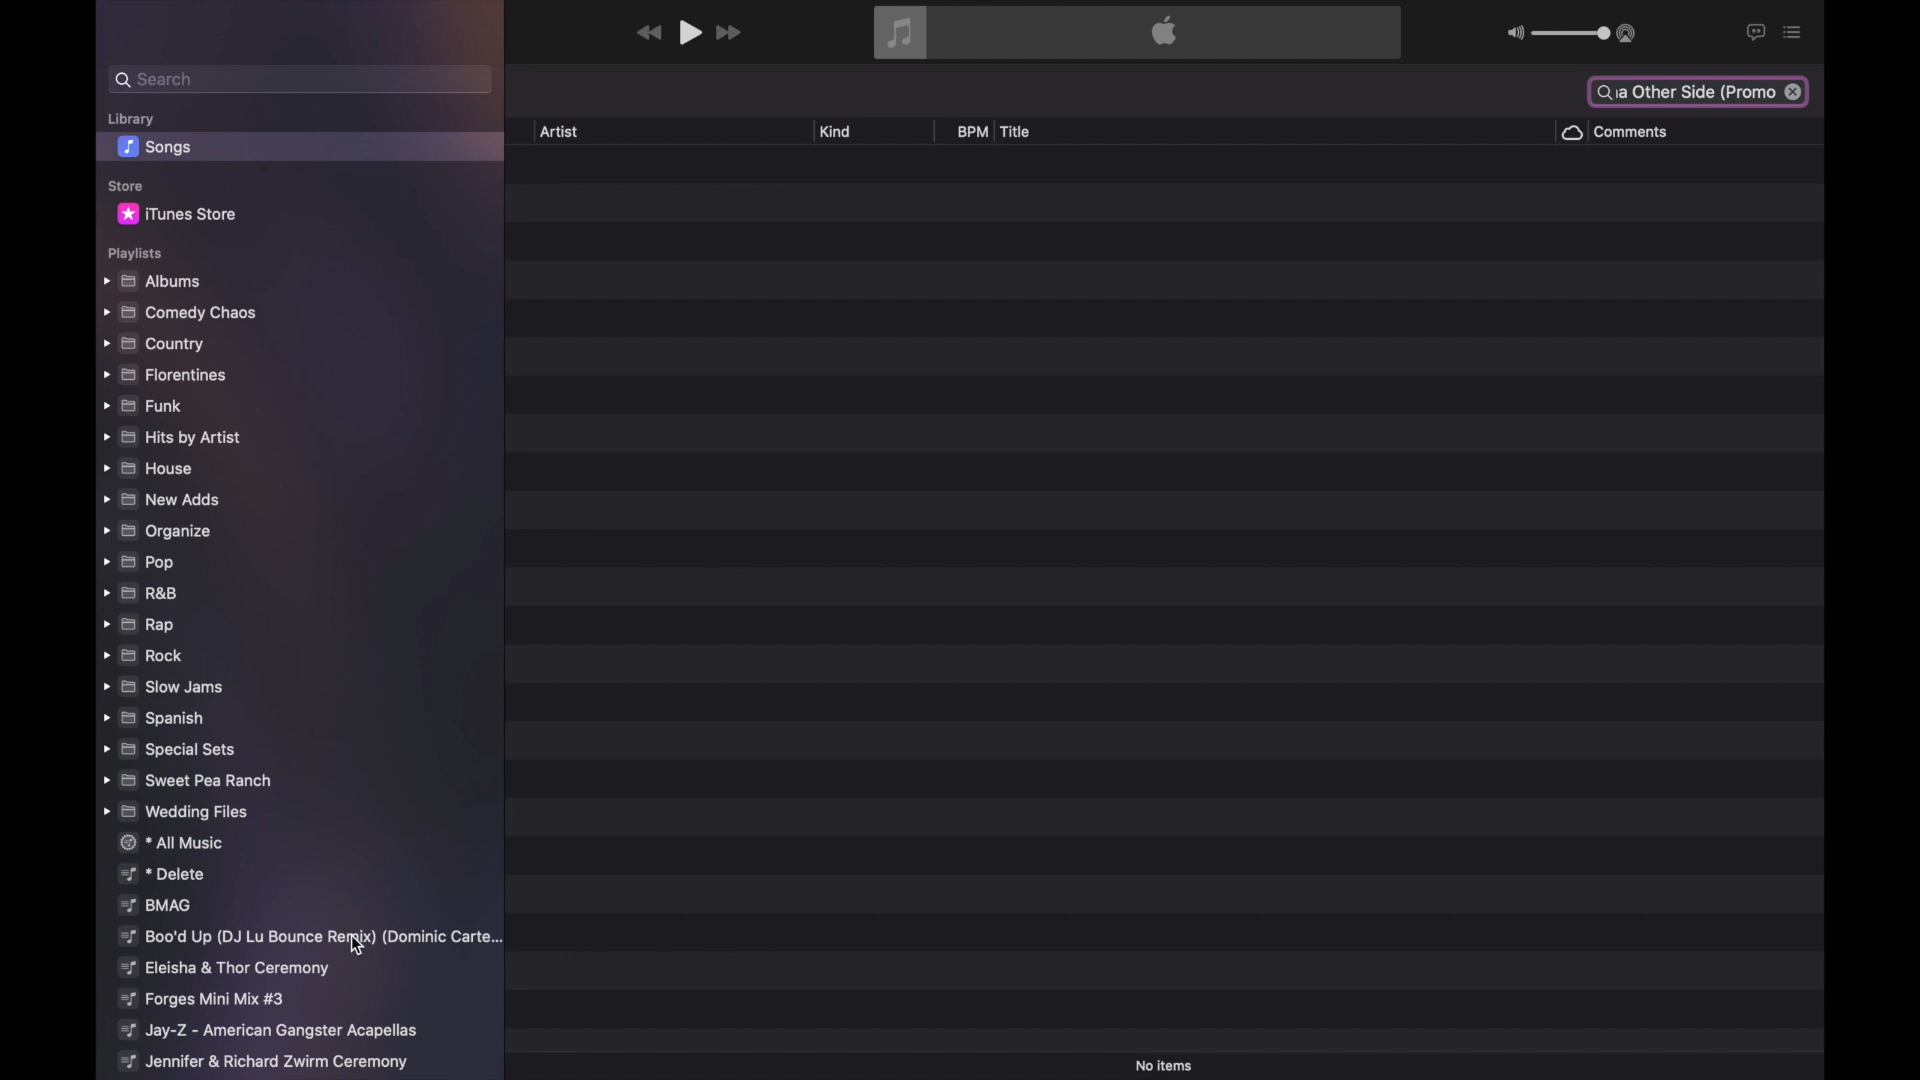 Search
Library
Songs
Store
iTunes Store
Playlists
Albums
Comedy Chaos
Country
Florentines
Funk
Hits by Artist
House
New Adds
Organize
Pop
R&B
Rap
Rock
Slow Jams
Spanish
Special Sets
Sweet Pea Ranch
Wedding Files
* All Music
* Delete
BMAG
Boo'd Up (DJ Lu Bounce Remix) (Dominic Carte...
Eleisha & Thor Ceremony
Forges Mini Mix #3
Jay-Z - American Gangster Acapellas
Jennifer & Richard Zwirm Ceremony
a Other Side (Promo
Artist Kind BPM Title Comments
No items